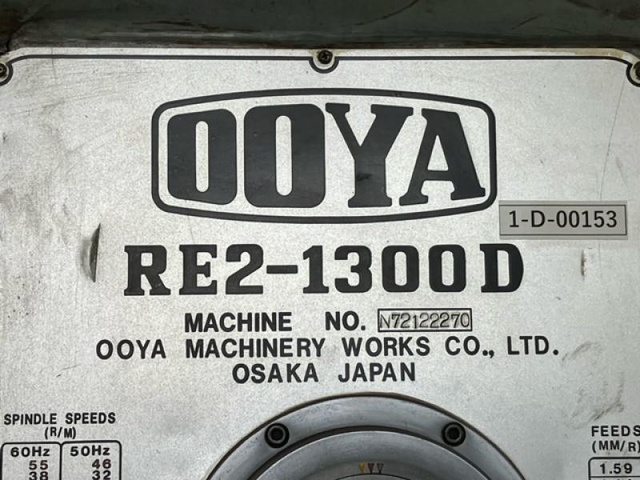 OOYA
1-D-00153
RE2-1300D
MACHINE NO. N72122270
OOYA MACHINERY WORKS CO., LTD.
OSAKA JAPAN
SPINDLE SPEEDS
(R/M)
60Hz 50Hz
55 46
38 32
FEEDS
(MM/R)
1.59